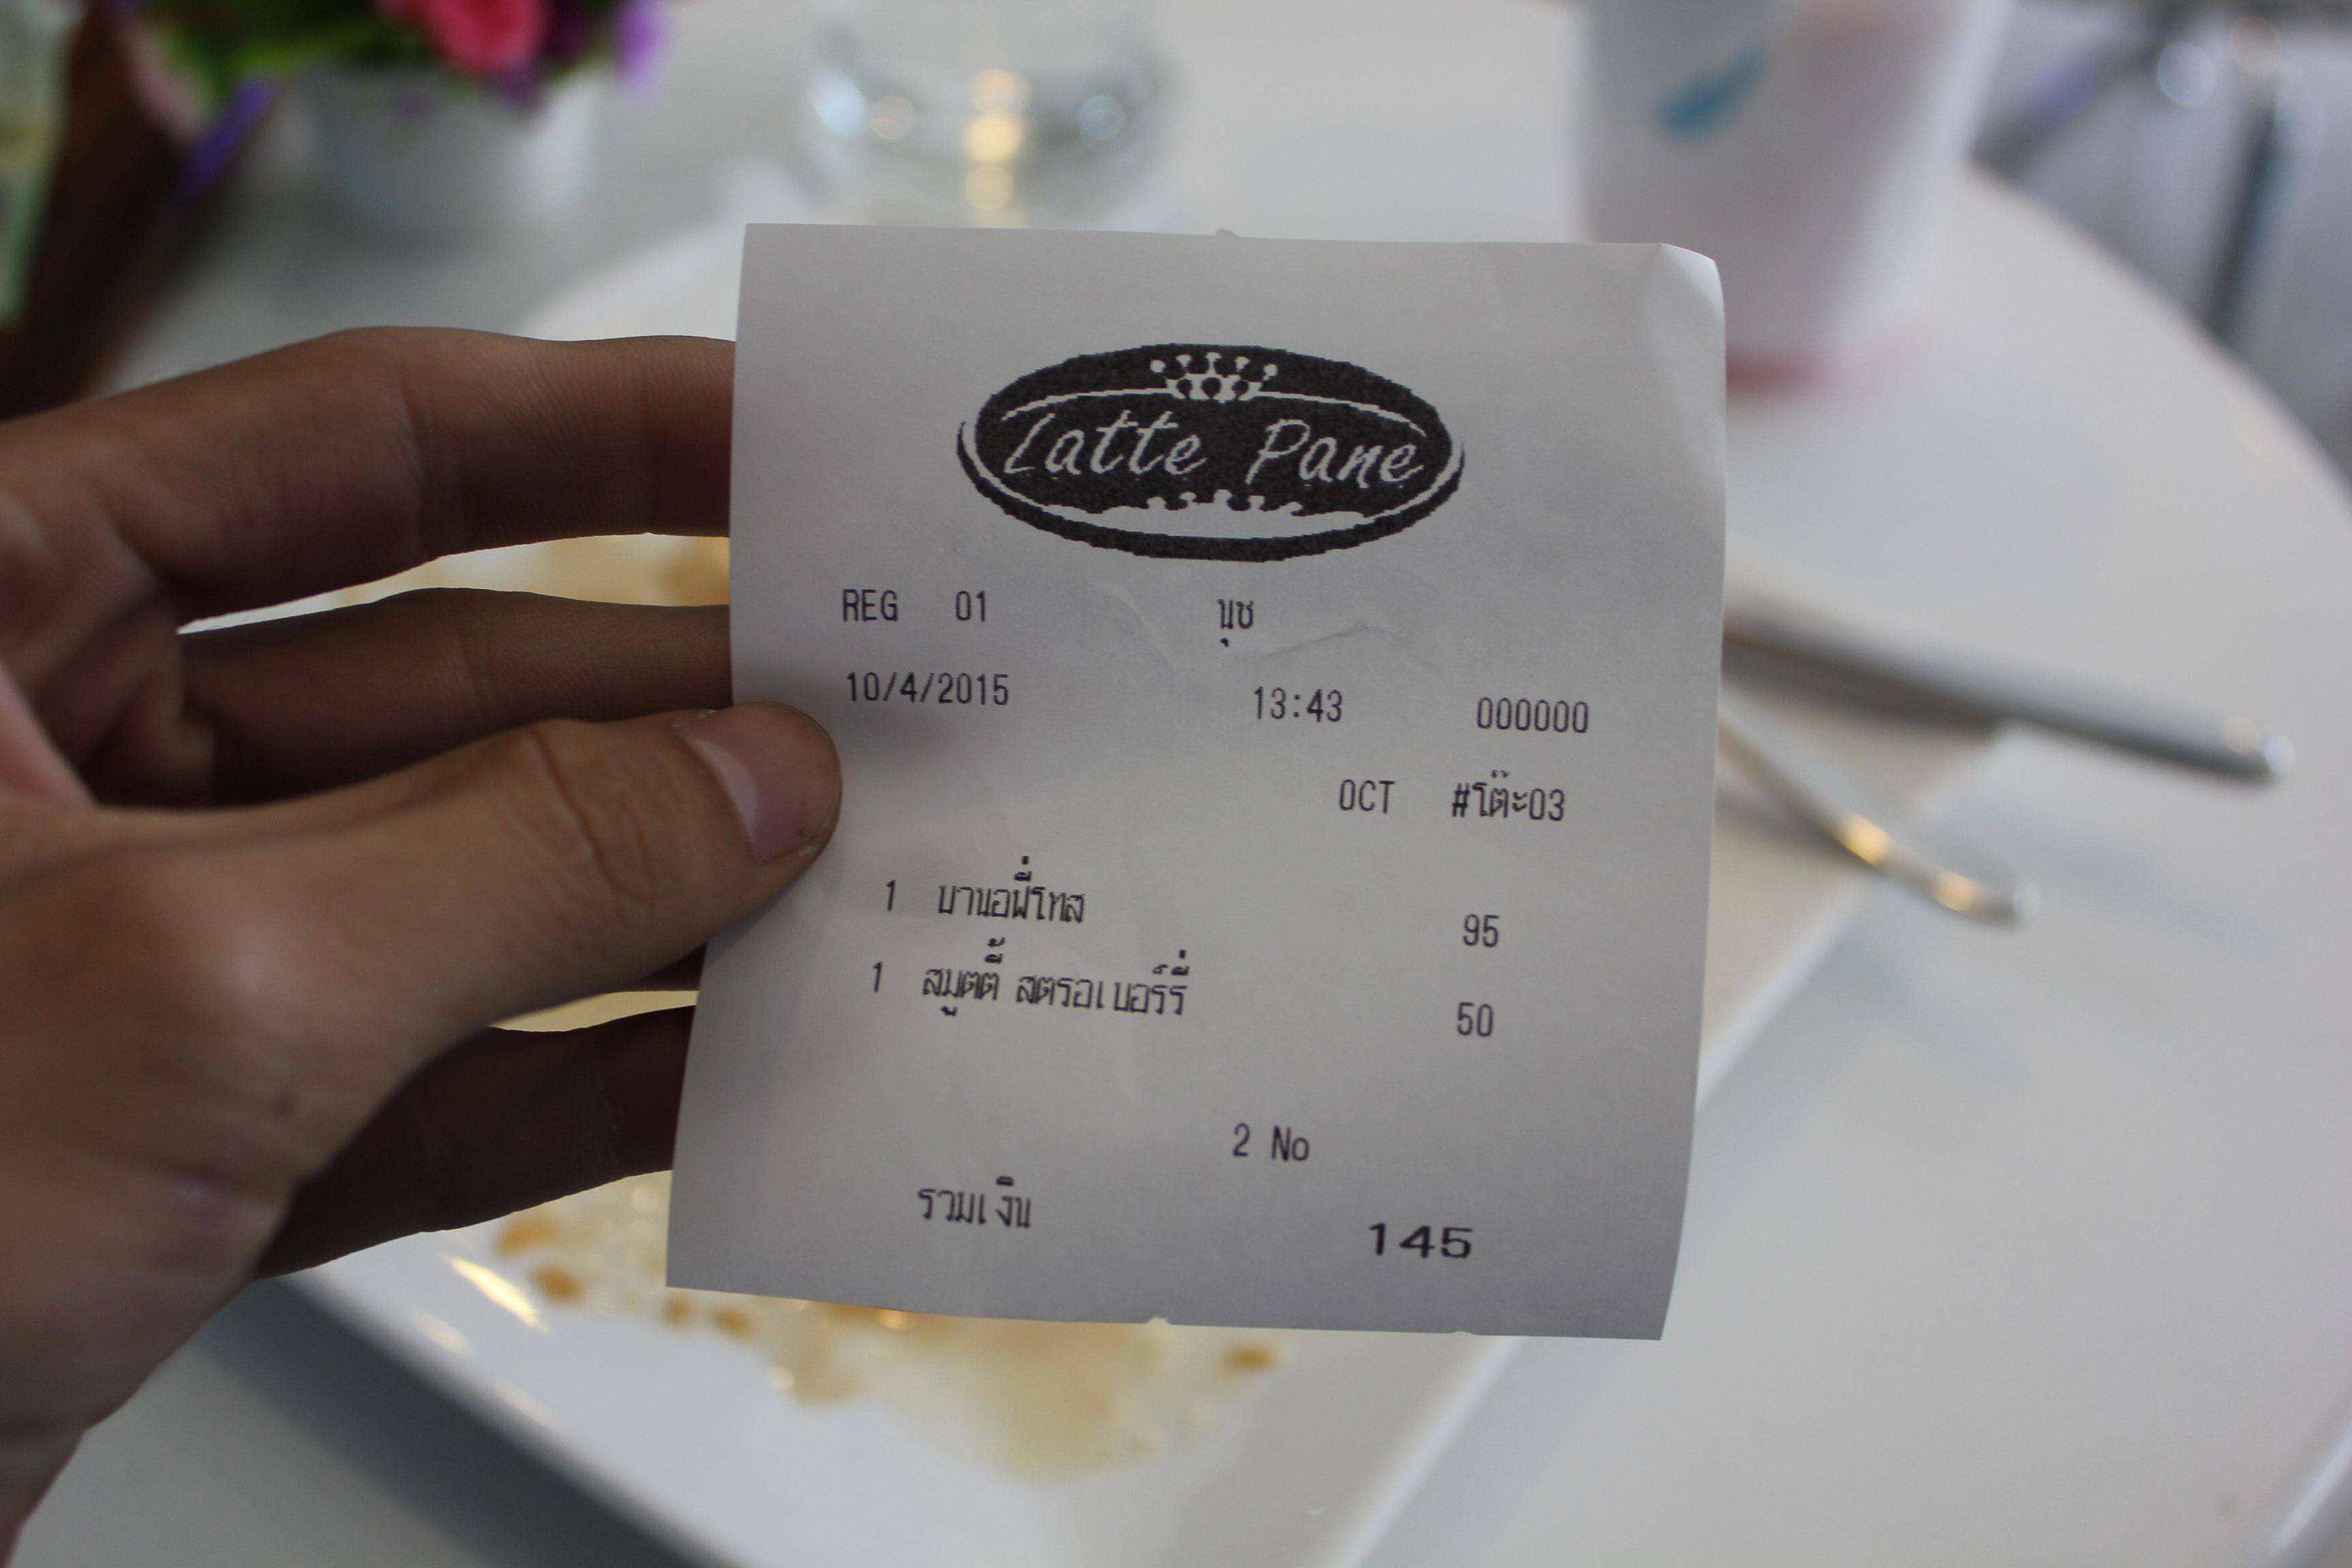 Latte Pane
REG 01 นุช
10/4/2015 13:43 000000
OCT #โต๊ะ03
1 บานอฟี่โทส 95
1 สมูตตี้ สตรอเบอร์รี่ 50
2 No
รวมเงิน 145